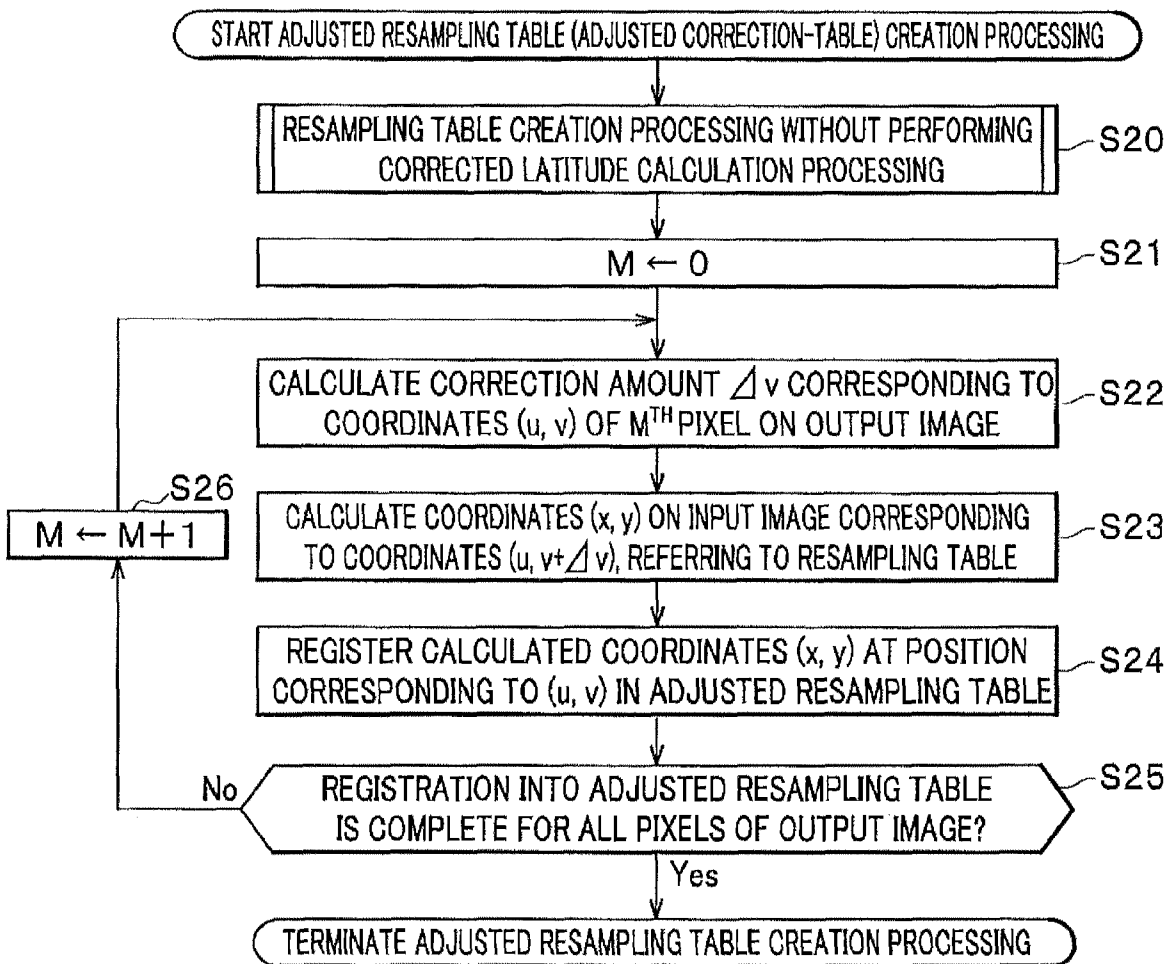 START ADJUSTED RESAMPLING TABLE (ADJUSTED CORRECTION-TABLE) CREATION PROCESSING
RESAMPLING TABLE CREATION PROCESSING WITHOUT PERFORMING
CORRECTED LATITUDE CALCULATION PROCESSING
S20
M ← 0
S21
CALCULATE CORRECTION AMOUNT ⊿v CORRESPONDING TO
COORDINATES (u, v) OF M^TH PIXEL ON OUTPUT IMAGE
S22
S26
M ← M+1
CALCULATE COORDINATES (x, y) ON INPUT IMAGE CORRESPONDING
TO COORDINATES (u, v+⊿v), REFERRING TO RESAMPLING TABLE
S23
REGISTER CALCULATED COORDINATES (x, y) AT POSITION
CORRESPONDING TO (u, v) IN ADJUSTED RESAMPLING TABLE
S24
No
REGISTRATION INTO ADJUSTED RESAMPLING TABLE
IS COMPLETE FOR ALL PIXELS OF OUTPUT IMAGE?
S25
Yes
TERMINATE ADJUSTED RESAMPLING TABLE CREATION PROCESSING